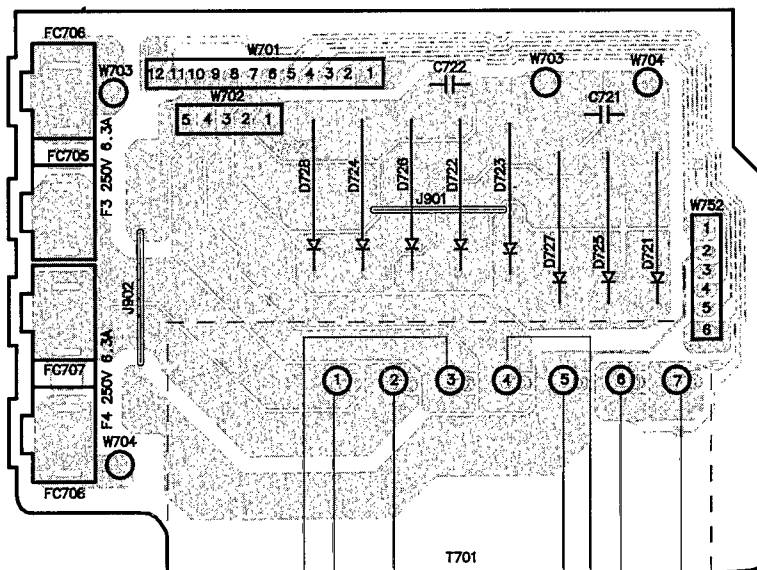 FC706
W701
C722
W703
W704
W703
12 11 10 9 8 7 6 5 4 3 2 1
W702
5 4 3 2 1
C721
FC705
F3 250V 6.3A
D728
D724
D726
D722
D723
J901
W752
1
2
3
4
5
6
D727
D725
D721
J902
FC707
F4 250V 6.3A
1 2 3 4 5 6 7
W704
FC706
T701